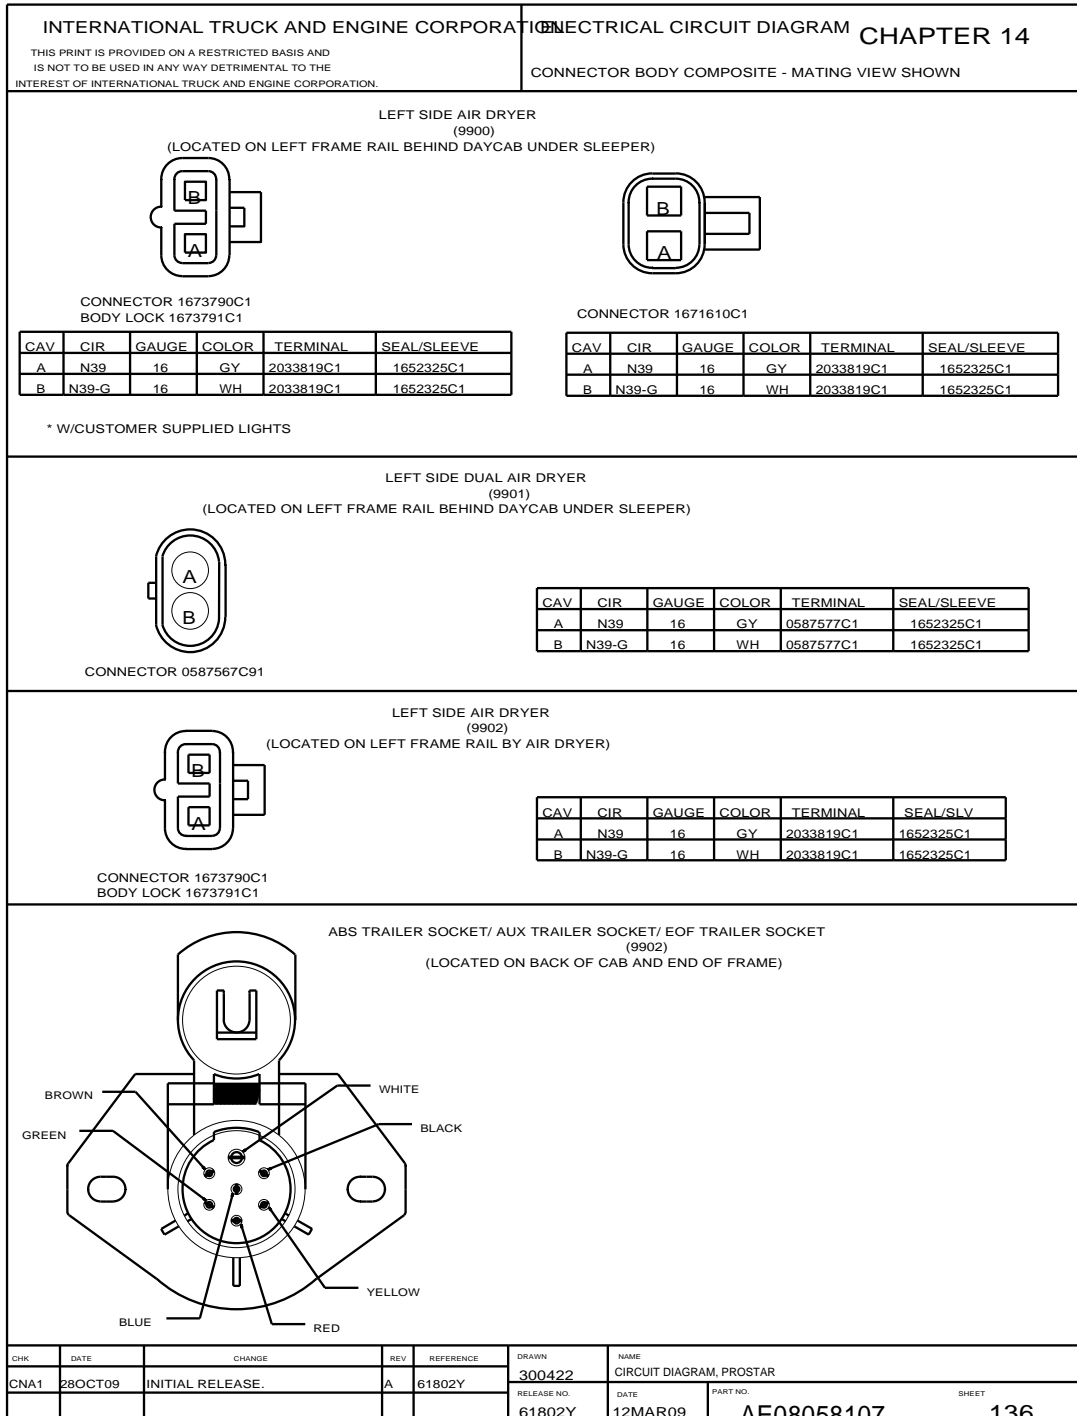 INTERNATIONAL TRUCK AND ENGINE CORPORATION
ELECTRICAL CIRCUIT DIAGRAM CHAPTER 14
THIS PRINT IS PROVIDED ON A RESTRICTED BASIS AND
IS NOT TO BE USED IN ANY WAY DETRIMENTAL TO THE
INTEREST OF INTERNATIONAL TRUCK AND ENGINE CORPORATION.
CONNECTOR BODY COMPOSITE - MATING VIEW SHOWN
LEFT SIDE AIR DRYER
(9900)
(LOCATED ON LEFT FRAME RAIL BEHIND DAYCAB UNDER SLEEPER)
B
A
CONNECTOR 1673790C1
BODY LOCK 1673791C1
CAV CIR GAUGE COLOR TERMINAL SEAL/SLEEVE
A N39 16 GY 2033819C1 1652325C1
B N39-G 16 WH 2033819C1 1652325C1
B
A
CONNECTOR 1671610C1
CAV CIR GAUGE COLOR TERMINAL SEAL/SLEEVE
A N39 16 GY 2033819C1 1652325C1
B N39-G 16 WH 2033819C1 1652325C1
* W/CUSTOMER SUPPLIED LIGHTS
LEFT SIDE DUAL AIR DRYER
(9901)
(LOCATED ON LEFT FRAME RAIL BEHIND DAYCAB UNDER SLEEPER)
A
B
CONNECTOR 0587567C91
CAV CIR GAUGE COLOR TERMINAL SEAL/SLEEVE
A N39 16 GY 0587577C1 1652325C1
B N39-G 16 WH 0587577C1 1652325C1
LEFT SIDE AIR DRYER
(9902)
(LOCATED ON LEFT FRAME RAIL BY AIR DRYER)
B
A
CONNECTOR 1673790C1
BODY LOCK 1673791C1
CAV CIR GAUGE COLOR TERMINAL SEAL/SLV
A N39 16 GY 2033819C1 1652325C1
B N39-G 16 WH 2033819C1 1652325C1
ABS TRAILER SOCKET/ AUX TRAILER SOCKET/ EOF TRAILER SOCKET
(9902)
(LOCATED ON BACK OF CAB AND END OF FRAME)
BROWN
WHITE
GREEN
BLACK
YELLOW
BLUE
RED
CHK DATE CHANGE REV REFERENCE
CNA1 28OCT09 INITIAL RELEASE. A 61802Y
DRAWN
300422
NAME
CIRCUIT DIAGRAM, PROSTAR
RELEASE NO.
61802Y
DATE
12MAR09
PART NO.
AE08058107
SHEET
136